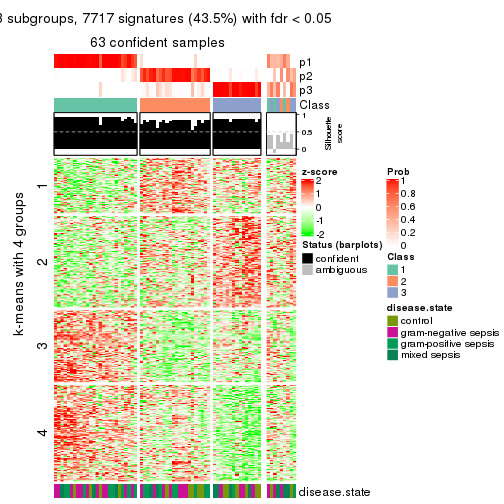 3 subgroups, 7717 signatures (43.5%) with fdr < 0.05
63 confident samples
p1
p2
p3
Class
1
0.5
0
Silhouette
score
k-means with 4 groups
1
2
3
4
disease.state
z-score
2
1
0
-1
-2
Status (barplots)
confident
ambiguous
Prob
1
0.8
0.6
0.4
0.2
0
Class
1
2
3
disease.state
control
gram-negative sepsis
gram-positive sepsis
mixed sepsis